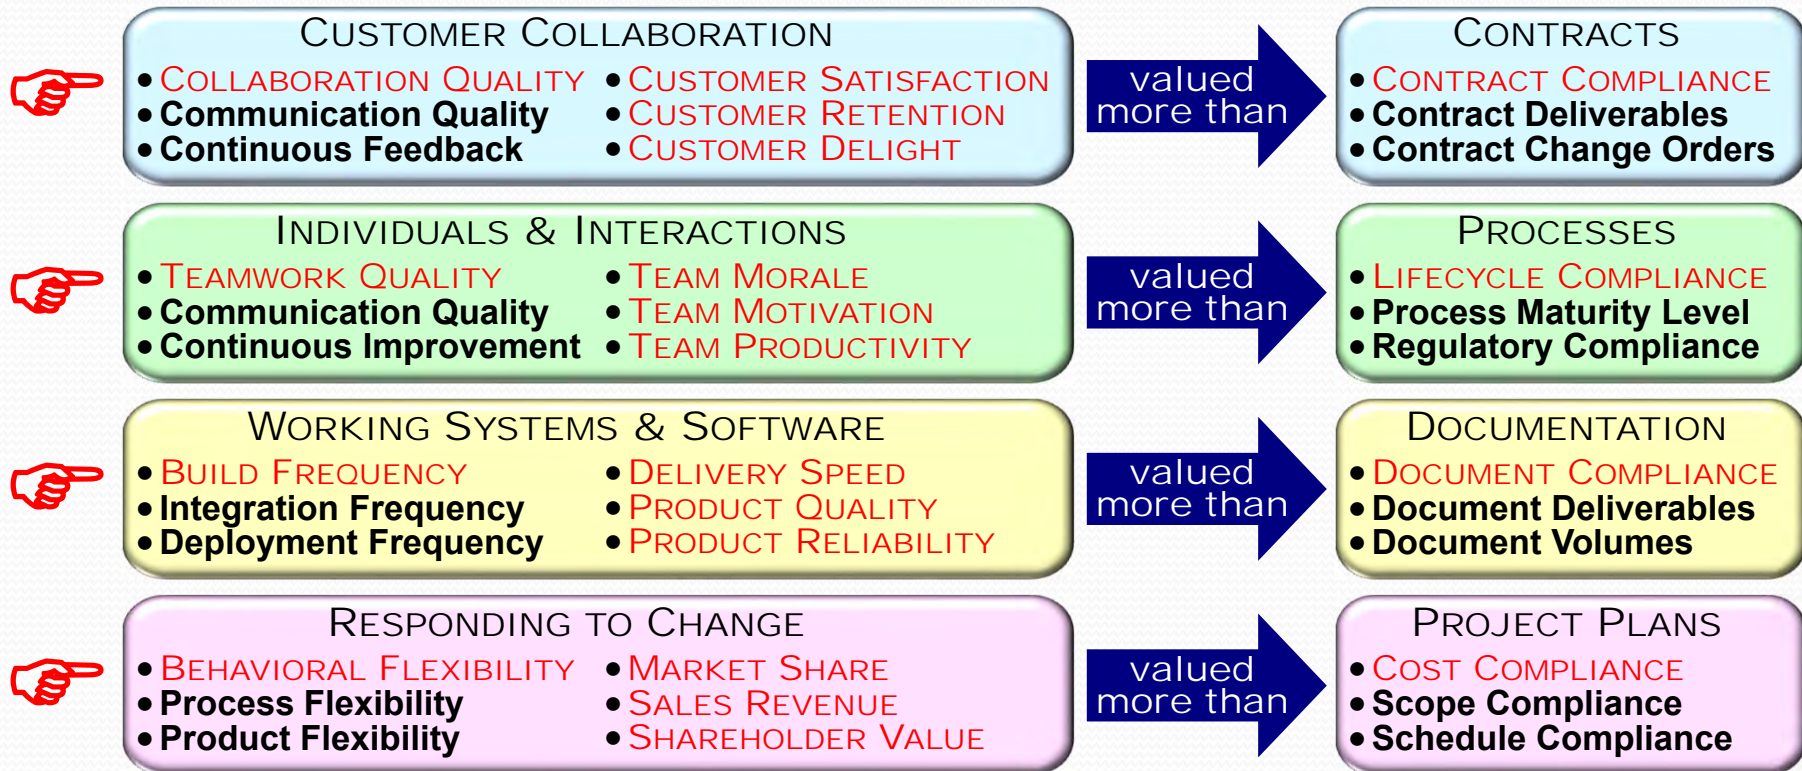 CUSTOMER COLLABORATION
• COLLABORATION QUALITY • CUSTOMER SATISFACTION
• Communication Quality • CUSTOMER RETENTION
• Continuous Feedback • CUSTOMER DELIGHT
valued
more than
CONTRACTS
• CONTRACT COMPLIANCE
• Contract Deliverables
• Contract Change Orders
INDIVIDUALS & INTERACTIONS
• TEAMWORK QUALITY • TEAM MORALE
• Communication Quality • TEAM MOTIVATION
• Continuous Improvement • TEAM PRODUCTIVITY
valued
more than
PROCESSES
• LIFECYCLE COMPLIANCE
• Process Maturity Level
• Regulatory Compliance
WORKING SYSTEMS & SOFTWARE
• BUILD FREQUENCY • DELIVERY SPEED
• Integration Frequency • PRODUCT QUALITY
• Deployment Frequency • PRODUCT RELIABILITY
valued
more than
DOCUMENTATION
• DOCUMENT COMPLIANCE
• Document Deliverables
• Document Volumes
RESPONDING TO CHANGE
• BEHAVIORAL FLEXIBILITY • MARKET SHARE
• Process Flexibility • SALES REVENUE
• Product Flexibility • SHAREHOLDER VALUE
valued
more than
PROJECT PLANS
• COST COMPLIANCE
• Scope Compliance
• Schedule Compliance